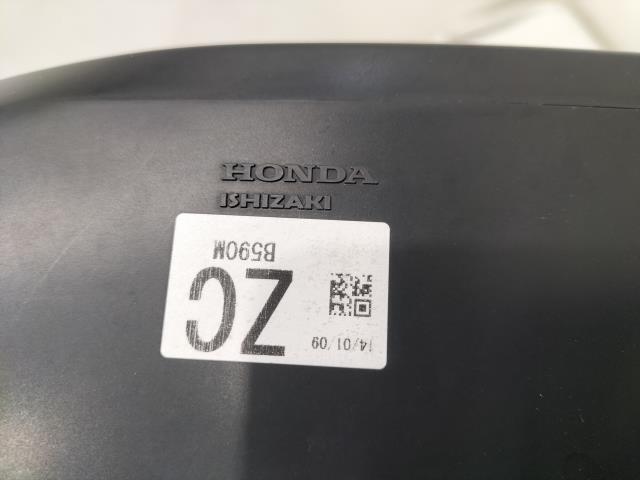 HONDA
ISHIZAKI
B590M
ZC
14/01/09